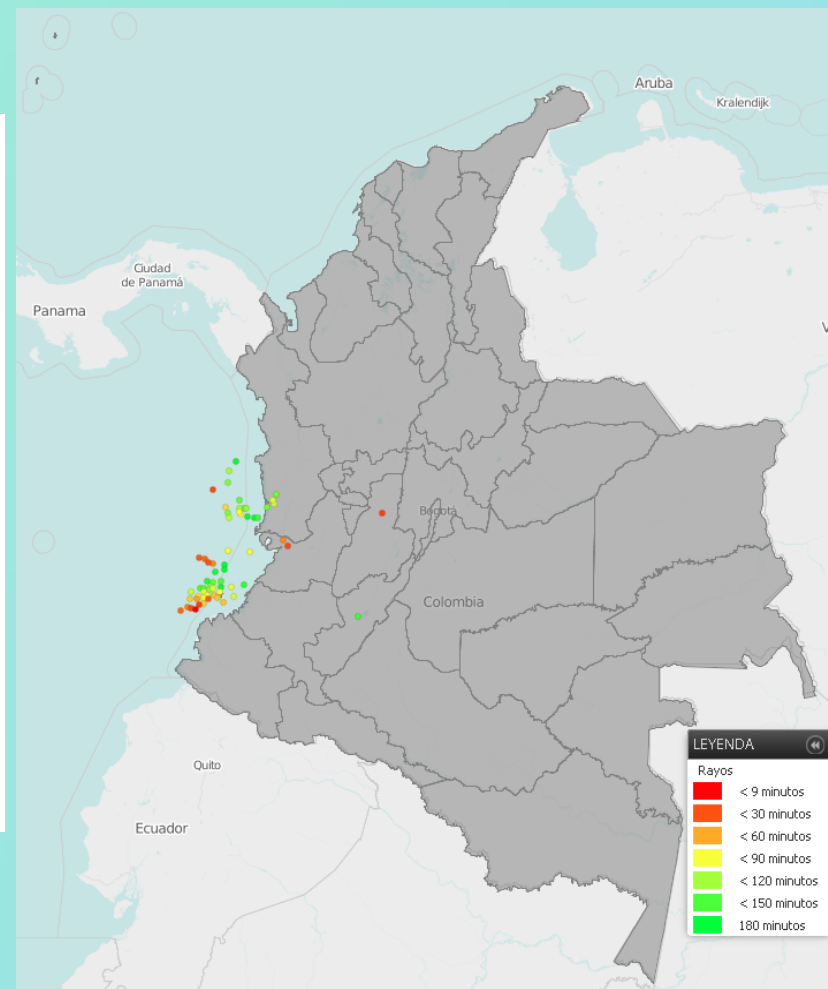 Aruba
Kralendijk
Ciudad
de Panamá
Panama
V
Bogotá
Colombia
Quito
Ecuador
LEYENDA
Rayos
< 9 minutos
< 30 minutos
< 60 minutos
< 90 minutos
< 120 minutos
< 150 minutos
180 minutos